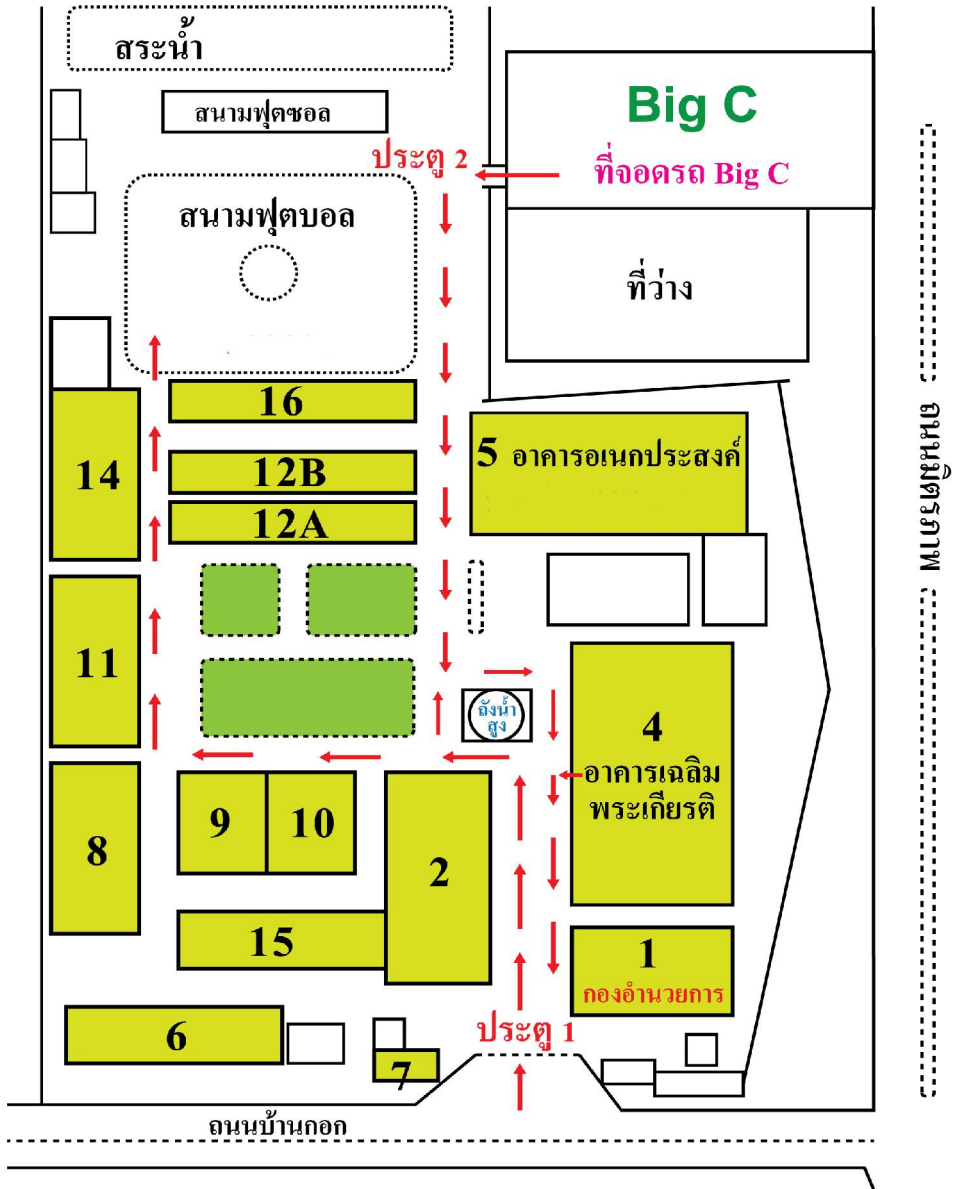 สระน้ำ
สนามฟุตซอล
Big C
ที่จอดรถ Big C
ประตู 2
สนามฟุตบอล
ที่ว่าง
ถนนมิตรภาพ
16
14
12B
12A
5 อาคารอเนกประสงค์
11
ถังน้ำ
สูง
4
อาคารเฉลิม
พระเกียรติ
8
9
10
2
15
1
กองอำนวยการ
6
7
ประตู 1
ถนนบ้านกอก